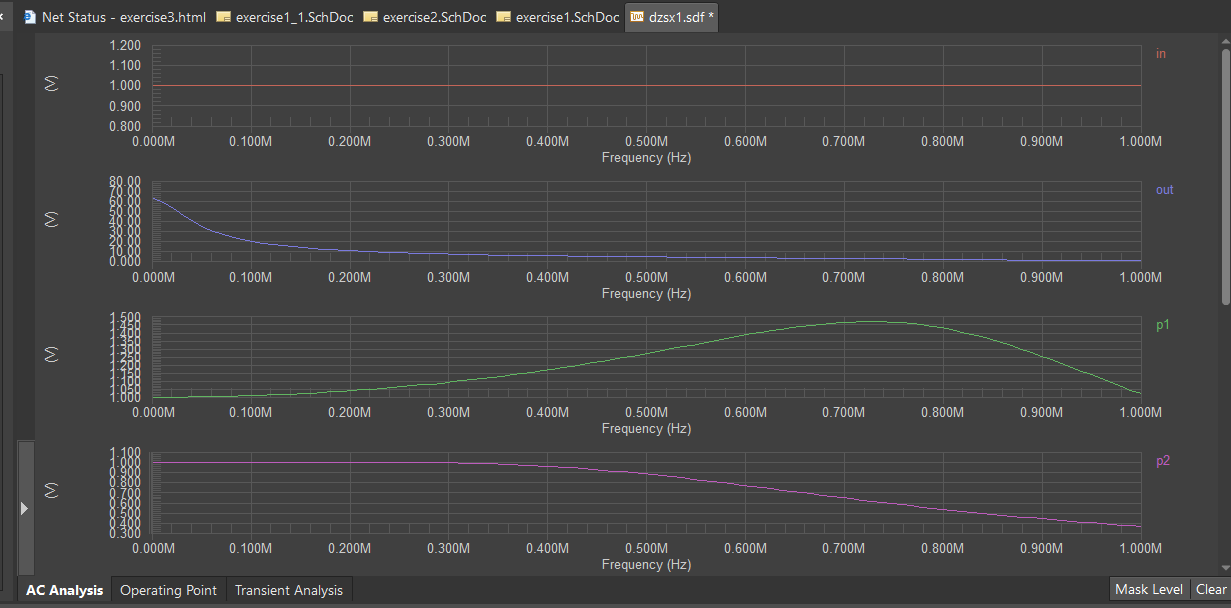 Net Status - exercise3.html exercise1_1.SchDoc exercise2.SchDoc exercise1.SchDoc dzsx1.sdf *
1.200
1.100
1.000
0.900
0.800
(V)
in
0.000M 0.100M 0.200M 0.300M 0.400M 0.500M 0.600M 0.700M 0.800M 0.900M 1.000M
Frequency (Hz)
80.00
70.00
60.00
50.00
40.00
30.00
20.00
10.00
0.000
(V)
out
0.000M 0.100M 0.200M 0.300M 0.400M 0.500M 0.600M 0.700M 0.800M 0.900M 1.000M
Frequency (Hz)
1.500
1.450
1.400
1.350
1.300
1.250
1.200
1.150
1.100
1.050
1.000
(V)
p1
0.000M 0.100M 0.200M 0.300M 0.400M 0.500M 0.600M 0.700M 0.800M 0.900M 1.000M
Frequency (Hz)
1.100
1.000
0.900
0.800
0.700
0.600
0.500
0.400
0.300
(V)
p2
0.000M 0.100M 0.200M 0.300M 0.400M 0.500M 0.600M 0.700M 0.800M 0.900M 1.000M
Frequency (Hz)
AC Analysis Operating Point Transient Analysis Mask Level Clear